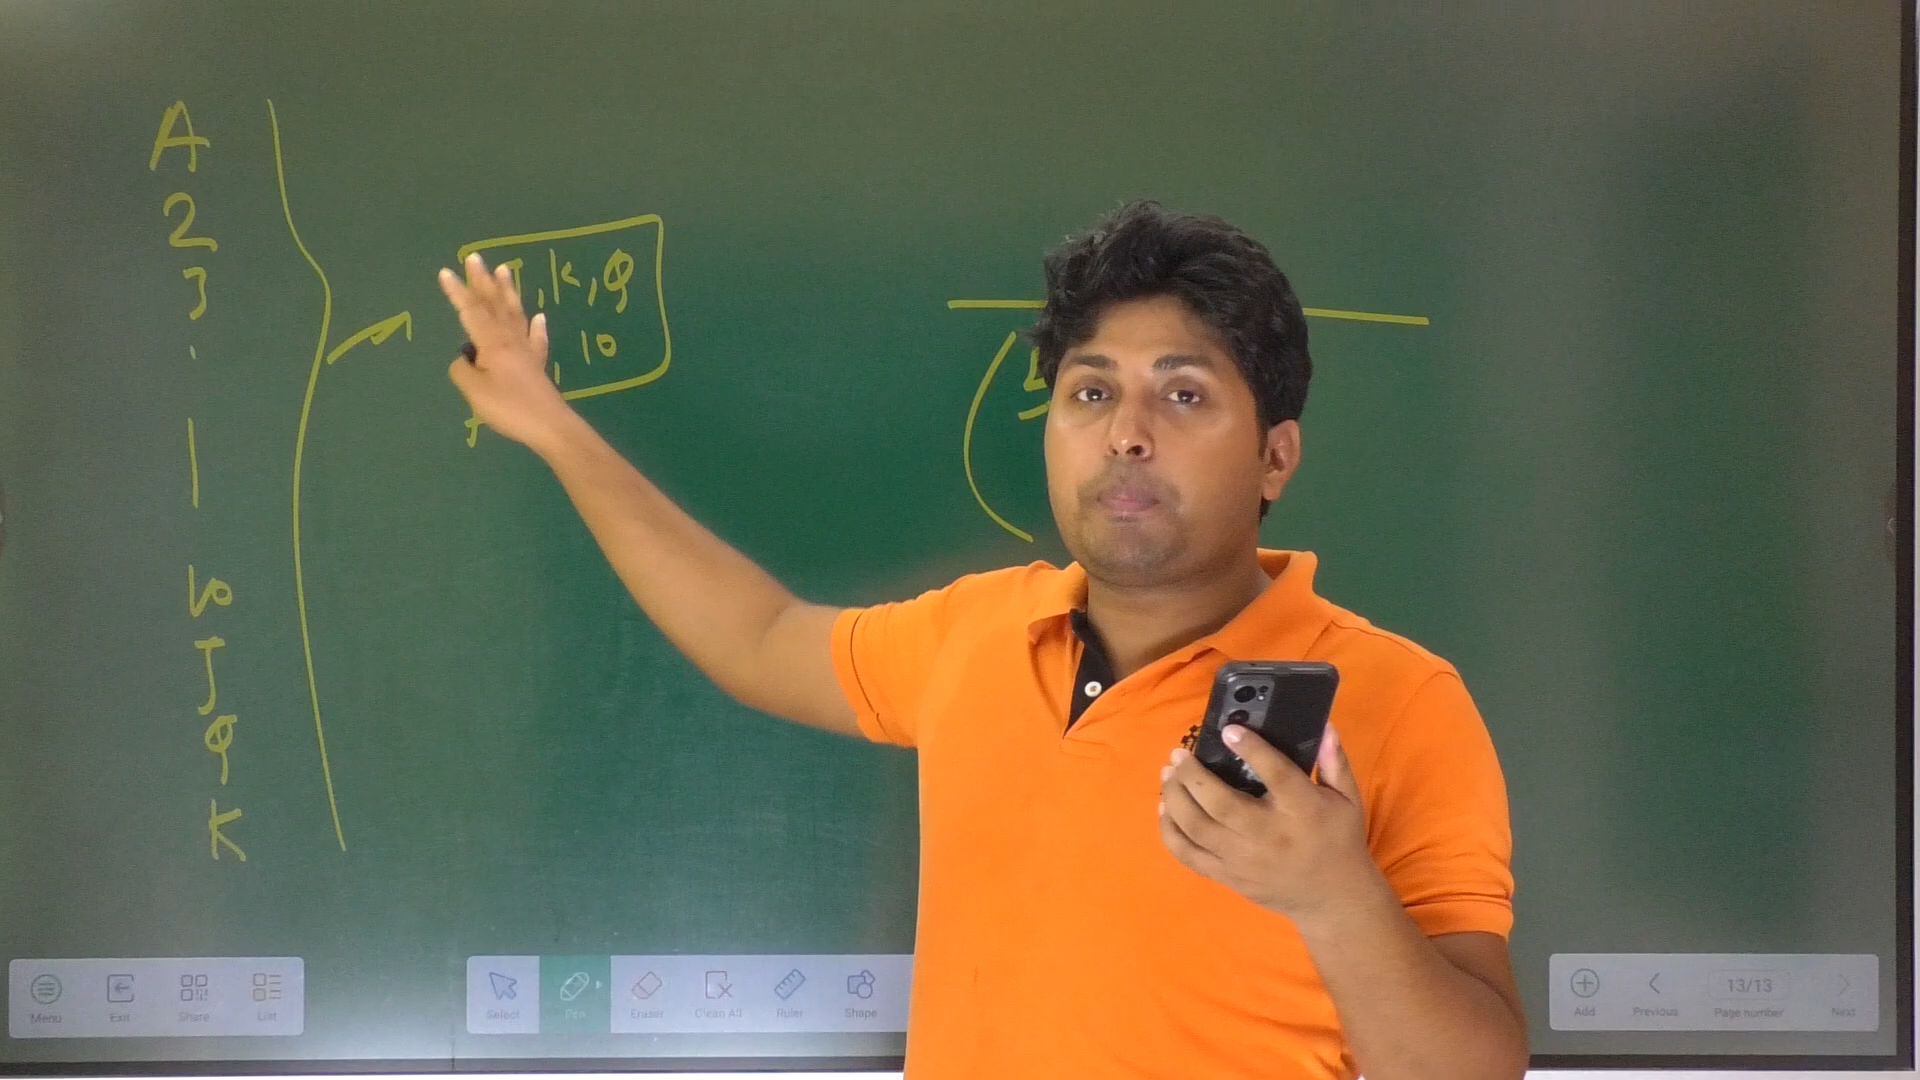 A
2
3
.
|
10
J
Q
K
J, K, Q
, 10
Menu
Exit
Share
List
Select
Pen
Eraser
Clean All
Ruler
Shape
Add
Previous
13/13
Page number
Next